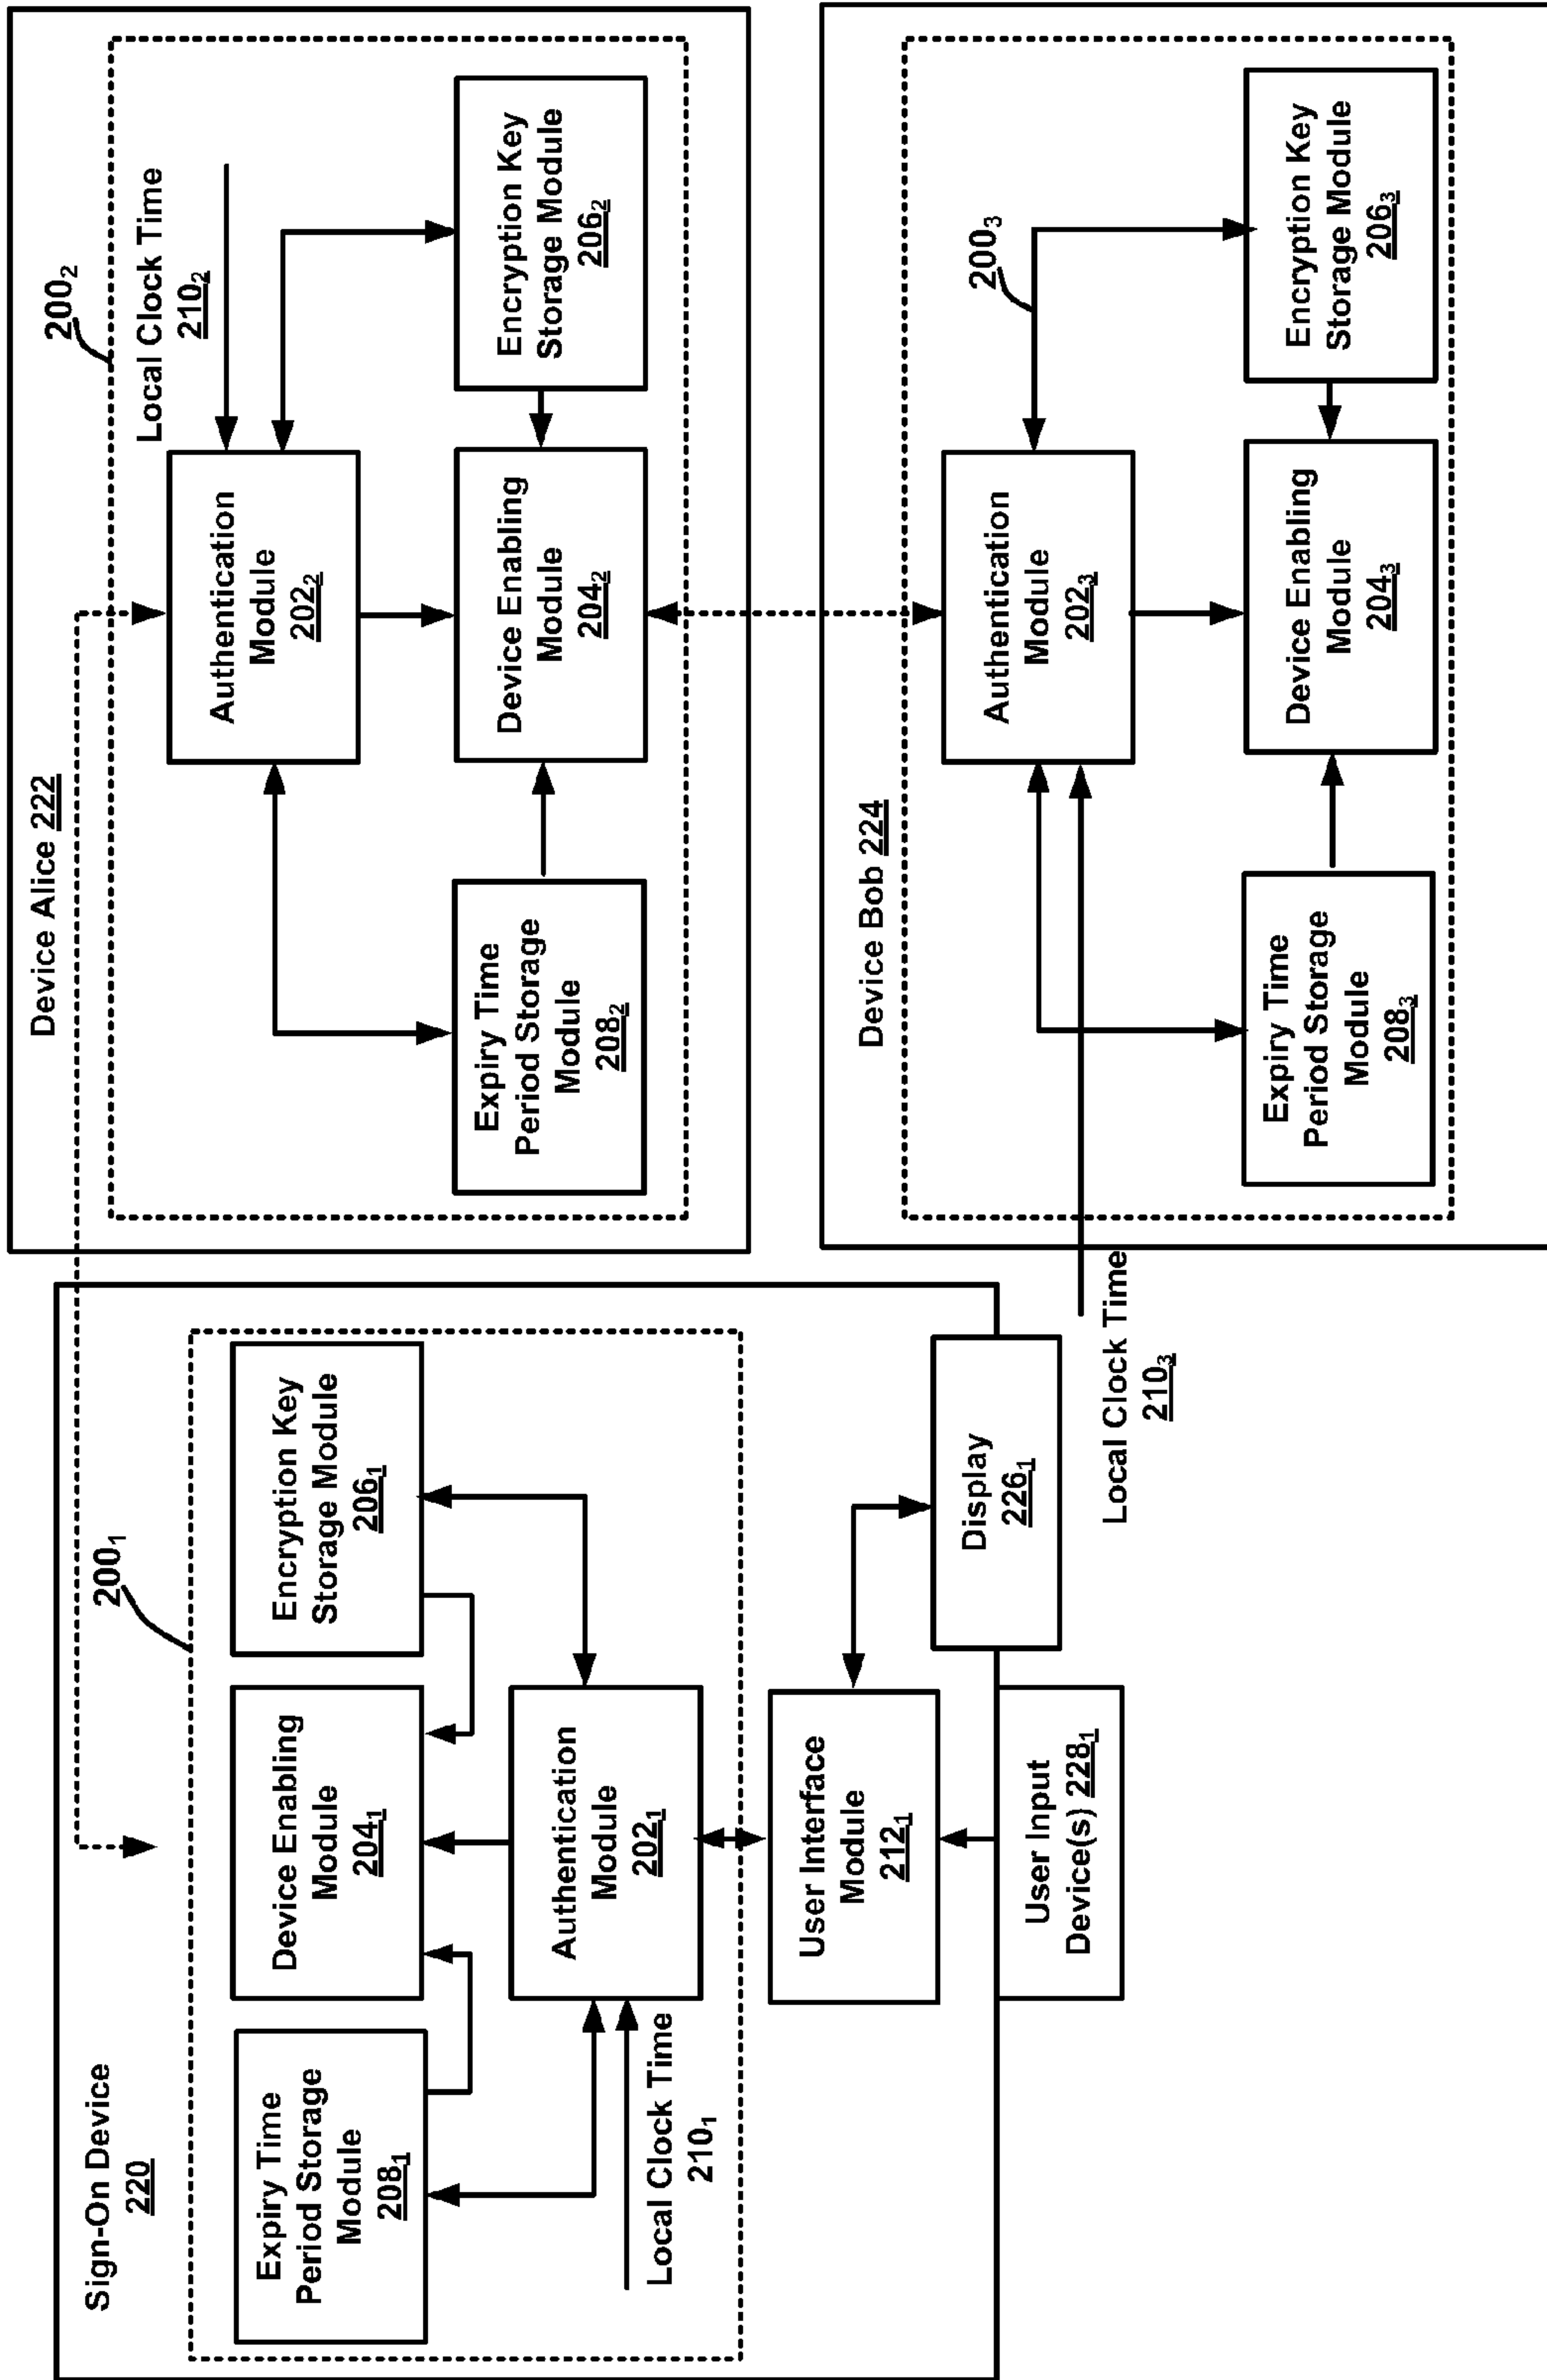 Sign-On Device
220
200₁
Expiry Time
Period Storage
Module
208₁
Device Enabling
Module
204₁
Encryption Key
Storage Module
206₁
Authentication
Module
202₁
Local Clock Time
210₁
User Interface
Module
212₁
Display
226₁
User Input
Device(s) 228₁
Device Alice 222
200₂
Local Clock Time
210₂
Authentication
Module
202₂
Expiry Time
Period Storage
Module
208₂
Device Enabling
Module
204₂
Encryption Key
Storage Module
206₂
Device Bob 224
200₃
Authentication
Module
202₃
Expiry Time
Period Storage
Module
208₃
Device Enabling
Module
204₃
Encryption Key
Storage Module
206₃
Local Clock Time
210₃